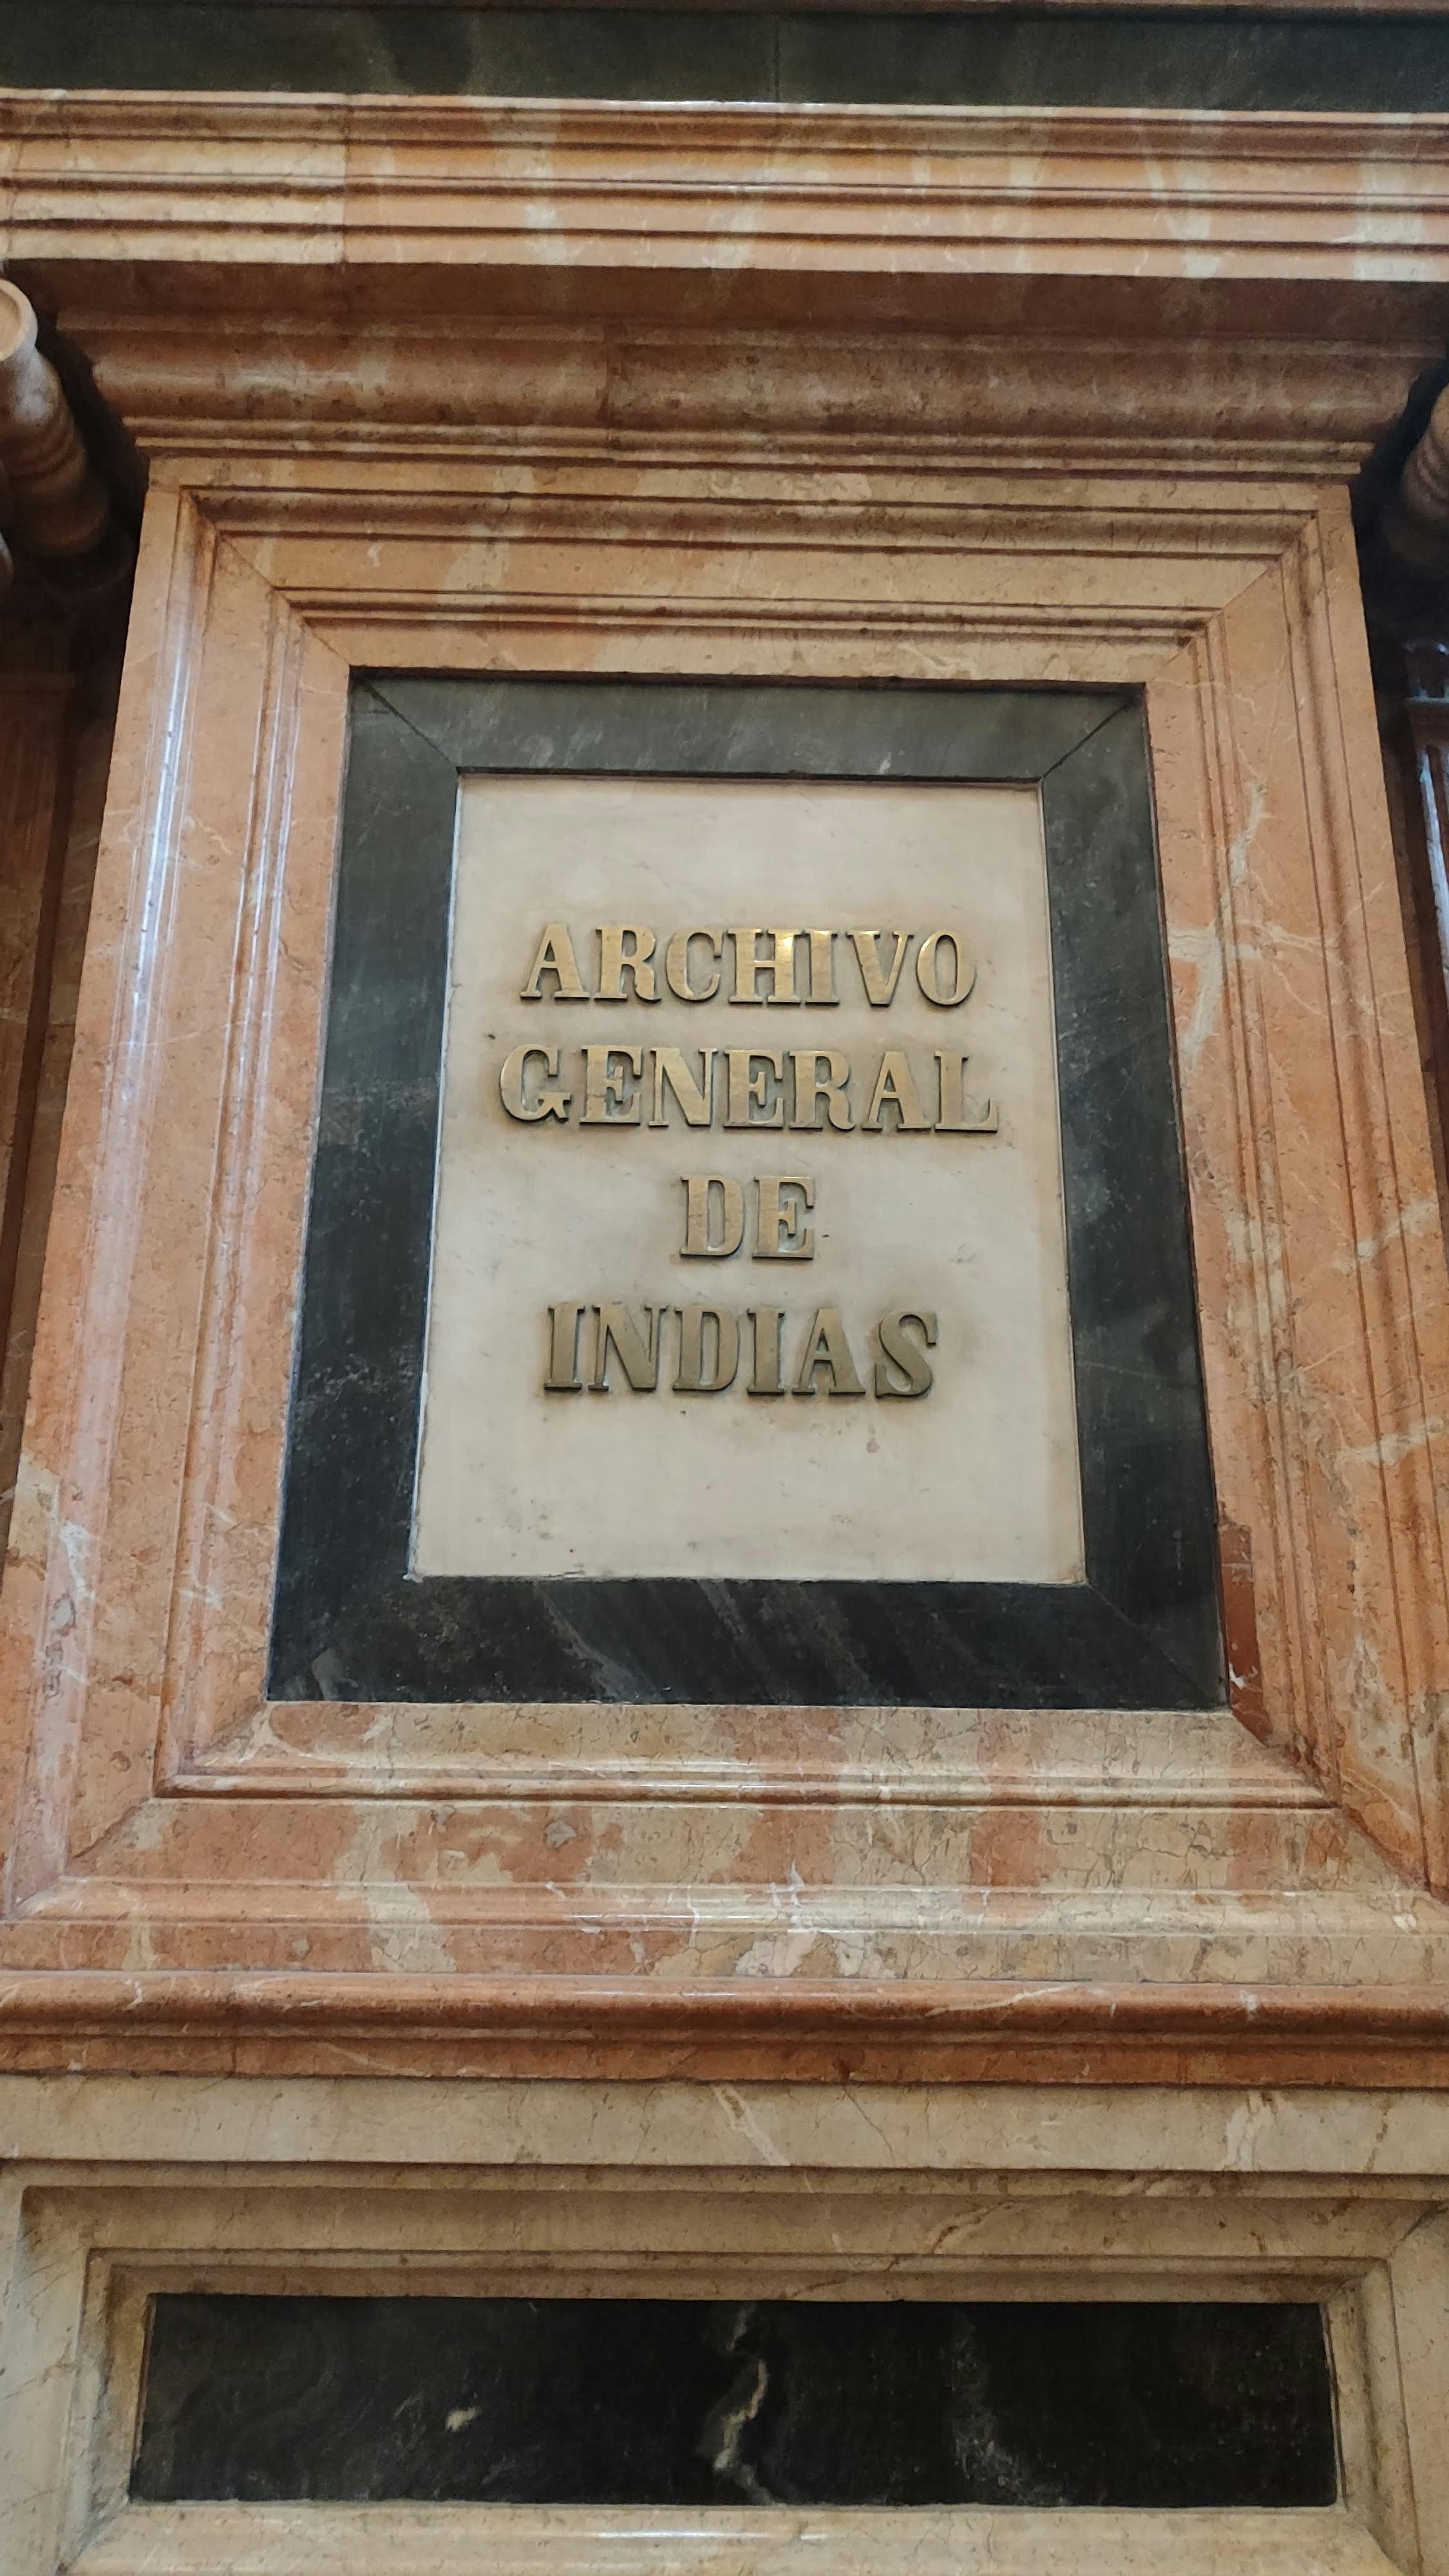 ARCHIVO
GENERAL
DE
INDIAS